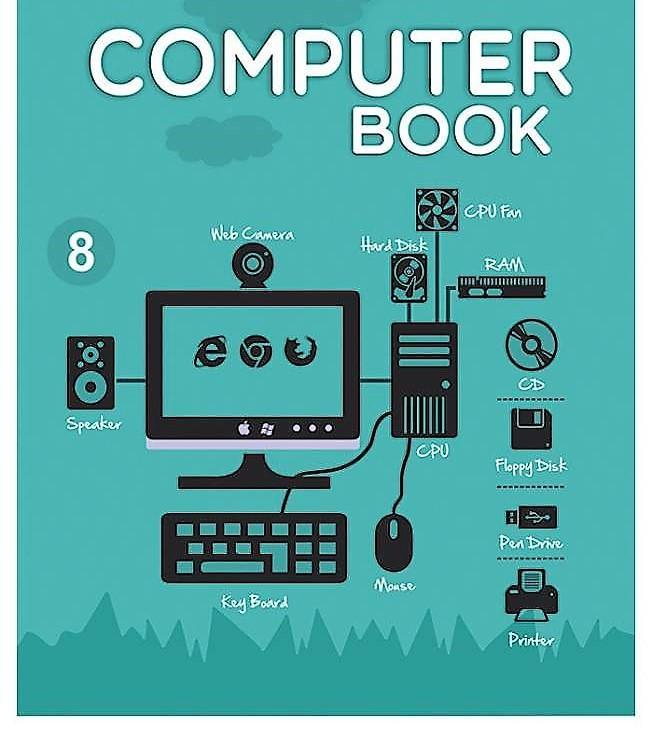 COMPUTER
BOOK
8
CPU Fan
Web Camera
Hard Disk
RAM
CD
Speaker
CPU
Floppy Disk
Pen Drive
Mouse
Key Board
Printer